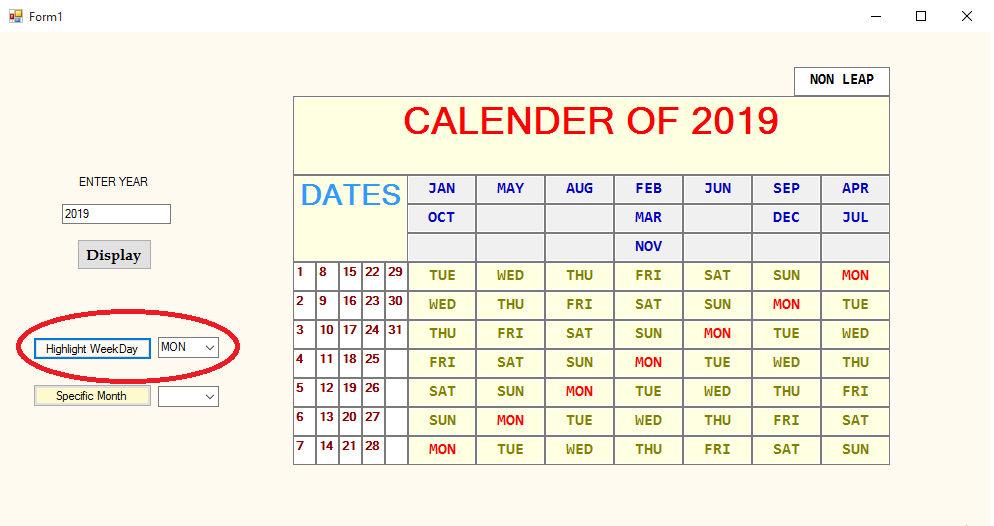 Form1
NON LEAP
CALENDER OF 2019
ENTER YEAR
2019
Display
Highlight WeekDay MON
Specific Month
DATES JAN MAY AUG FEB JUN SEP APR
OCT MAR DEC JUL
NOV
1 8 15 22 29 TUE WED THU FRI SAT SUN MON
2 9 16 23 30 WED THU FRI SAT SUN MON TUE
3 10 17 24 31 THU FRI SAT SUN MON TUE WED
4 11 18 25 FRI SAT SUN MON TUE WED THU
5 12 19 26 SAT SUN MON TUE WED THU FRI
6 13 20 27 SUN MON TUE WED THU FRI SAT
7 14 21 28 MON TUE WED THU FRI SAT SUN